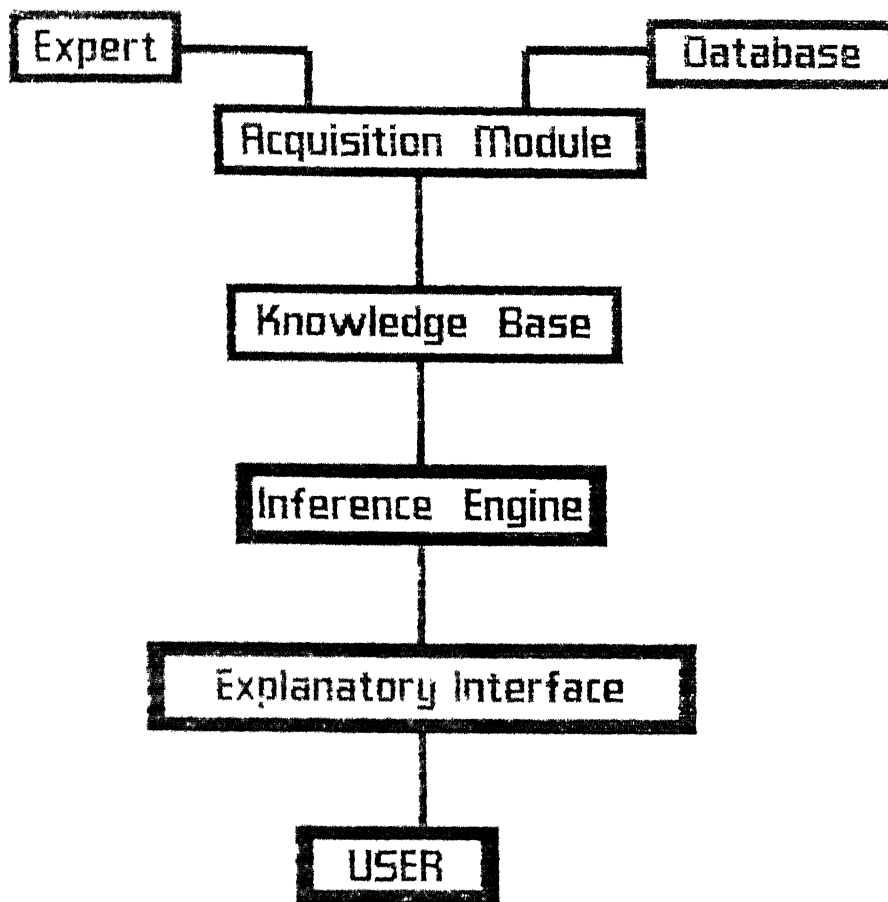 Expert
Database
Acquisition Module
Knowledge Base
Inference Engine
Explanatory Interface
USER